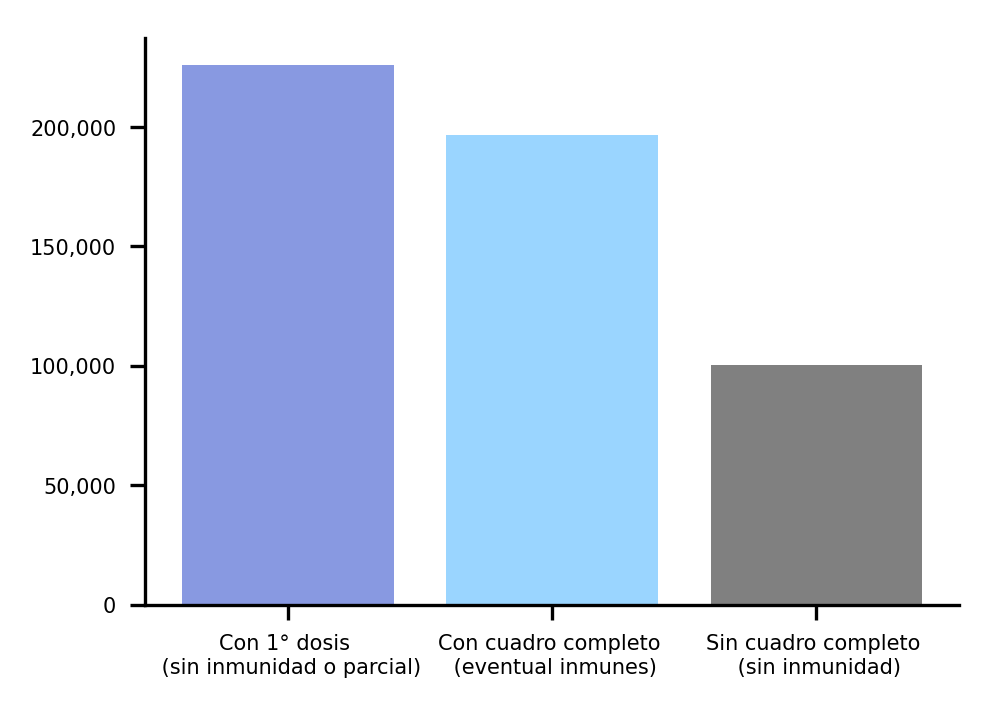 200,000
150,000
100,000
50,000
0
Con 1° dosis
(sin inmunidad o parcial)
Con cuadro completo
(eventual inmunes)
Sin cuadro completo
(sin inmunidad)